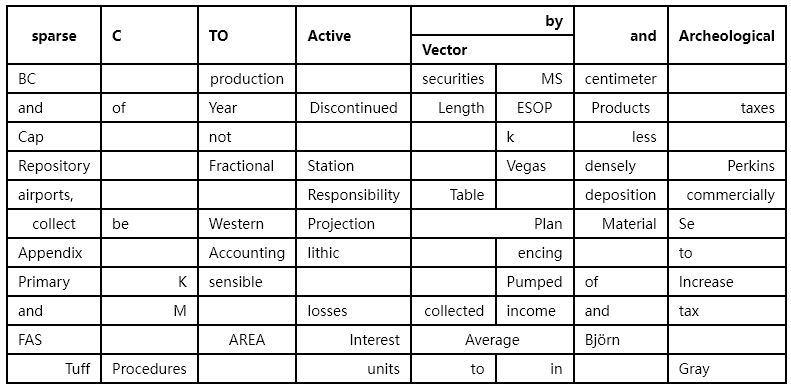 sparse C TO Active by and Archeological
Vector
BC production securities MS centimeter
and of Year Discontinued Length ESOP Products taxes
Cap not k less
Repository Fractional Station Vegas densely Perkins
airports, Responsibility Table deposition commercially
collect be Western Projection Plan Material Se
Appendix Accounting lithic encing to
Primary K sensible Pumped of Increase
and M losses collected income and tax
FAS AREA Interest Average Björn
Tuff Procedures units to in Gray